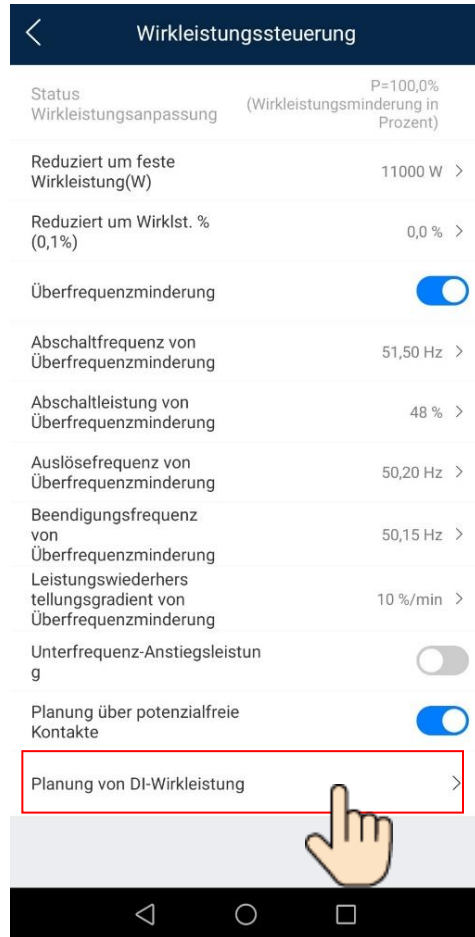 Wirkleistungssteuerung
Status
Wirkleistungsanpassung
P=100,0%
(Wirkleistungsminderung in
Prozent)
Reduziert um feste
Wirkleistung(W)
11000 W
Reduziert um Wirklst. %
(0,1%)
0,0 %
Überfrequenzminderung
Abschaltfrequenz von
Überfrequenzminderung
51,50 Hz
Abschaltleistung von
Überfrequenzminderung
48 %
Auslösefrequenz von
Überfrequenzminderung
50,20 Hz
Beendigungsfrequenz
von
Überfrequenzminderung
50,15 Hz
Leistungswiederhers
tellungsgradient von
Überfrequenzminderung
10 %/min
Unterfrequenz-Anstiegsleistun
g
Planung über potenzialfreie
Kontakte
Planung von DI-Wirkleistung